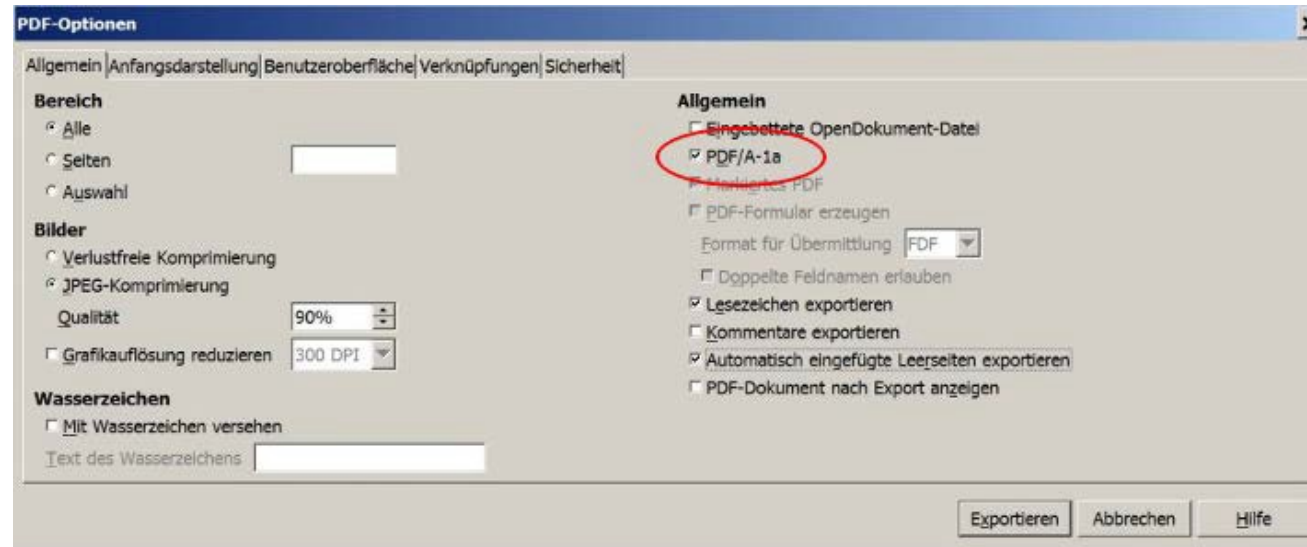 PDF-Optionen
Allgemein Anfangsdarstellung Benutzeroberfläche Verknüpfungen Sicherheit
Bereich
Alle
Seiten
Auswahl
Bilder
Verlustfreie Komprimierung
JPEG-Komprimierung
Qualität 90%
Grafikauflösung reduzieren 300 DPI
Wasserzeichen
Mit Wasserzeichen versehen
Text des Wasserzeichens
Allgemein
Eingebettete OpenDokument-Datei
PDF/A-1a
Markiertes PDF
PDF-Formular erzeugen
Format für Übermittlung FDF
Doppelte Feldnamen erlauben
Lesezeichen exportieren
Kommentare exportieren
Automatisch eingefügte Leerseiten exportieren
PDF-Dokument nach Export anzeigen
Exportieren Abbrechen Hilfe